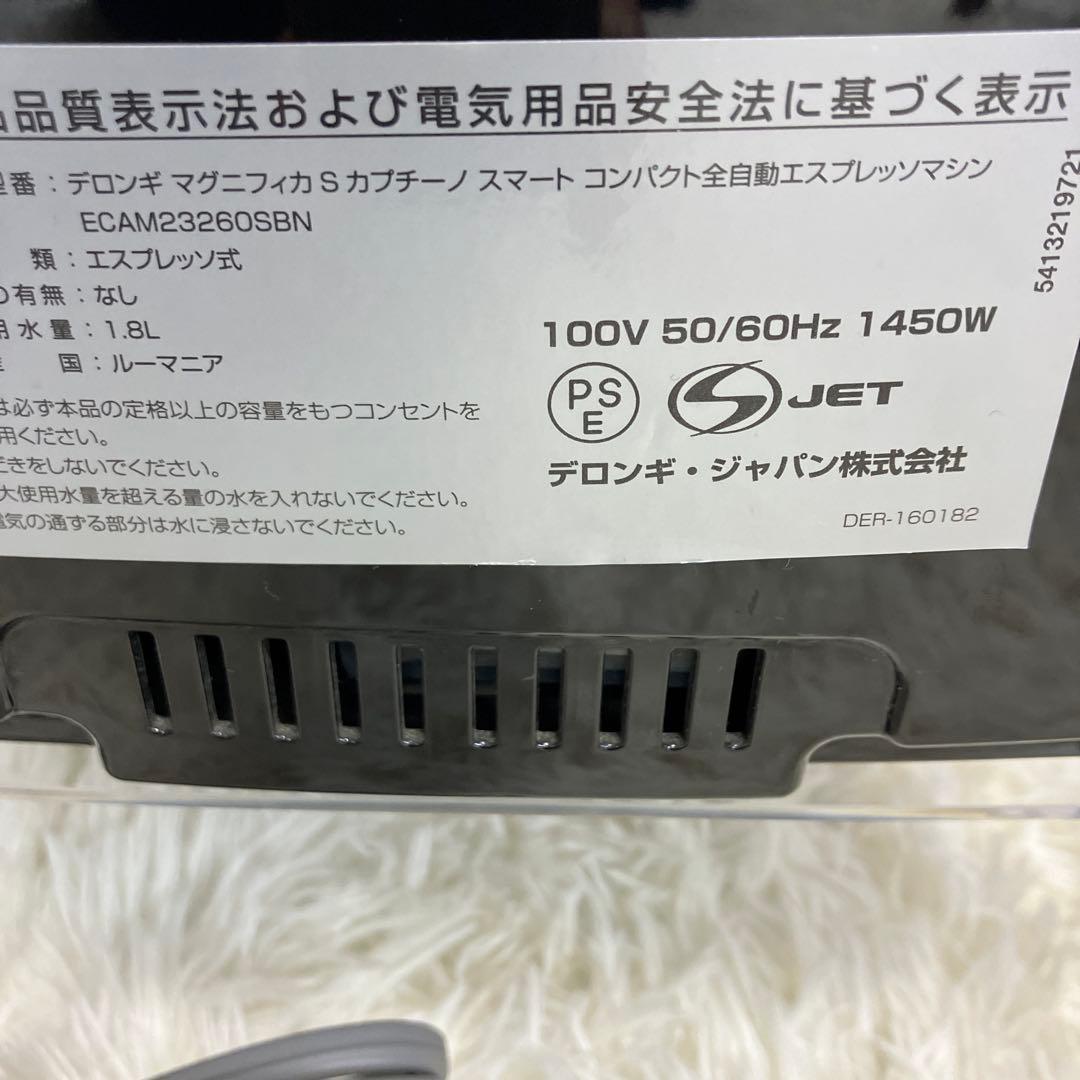 品質表示法および電気用品安全法に基づく表示
型番：デロンギ マグニフィカ S カプチーノ スマート コンパクト全自動エスプレッソマシン
ECAM23260SBN
類：エスプレッソ式
の有無：なし
用水量：1.8L
国：ルーマニア
は必ず本品の定格以上の容量をもつコンセントを
用ください。
きをしないでください。
大使用水量を超える量の水を入れないでください。
電気の通ずる部分は水に浸さないでください。
100V 50/60Hz 1450W
PSE
JET
デロンギ・ジャパン株式会社
DER-160182
5413219721